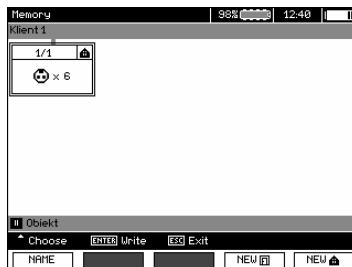 Memory 98% 12:40
Klient 1
1/1
x 6
Obiekt
Choose ENTER Write ESC Exit
NAME NEW NEW